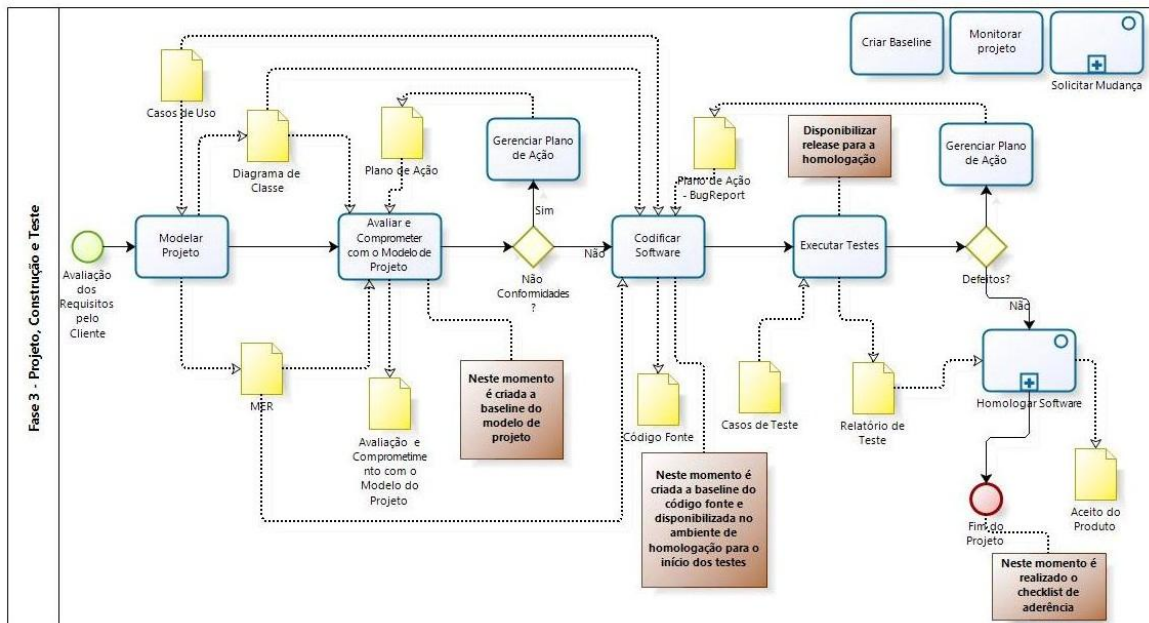 Fase 3 - Projeto, Construção e Teste
Criar Baseline
Monitorar
projeto
Solicitar Mudança
Casos de Uso
Diagrama de
Classe
Plano de Ação
Gerenciar Plano
de Ação
Sim
Plano de Ação
- BugReport
Disponibilizar
release para a
homologação
Gerenciar Plano
de Ação
Avaliação
dos
Requisitos
pelo
Cliente
Modelar
Projeto
Avaliar e
Comprometer
com o Modelo de
Projeto
Não
Conformidades
?
Não
Codificar
Software
Executar Testes
Defeitos?
Não
MER
Avaliação e
Comprometime
nto com o
Modelo do
Projeto
Neste momento
é criada a
baseline do
modelo de
projeto
Código Fonte
Neste momento é
criada a baseline do
código fonte e
disponibilizada no
ambiente de
homologação para o
início dos testes
Casos de Teste
Relatório de
Teste
Homologar Software
Aceito do
Produto
Fim do
Projeto
Neste momento é
realizado o
checklist de
aderência